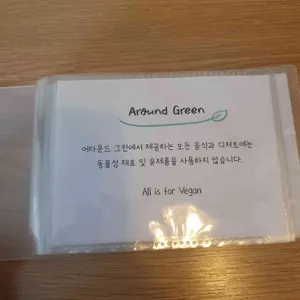 Around Green
어라운드 그린에서 제공하는 모든 음식과 디저트에는
동물성 재료 및 유제품을 사용하지 않습니다.
All is for Vegan